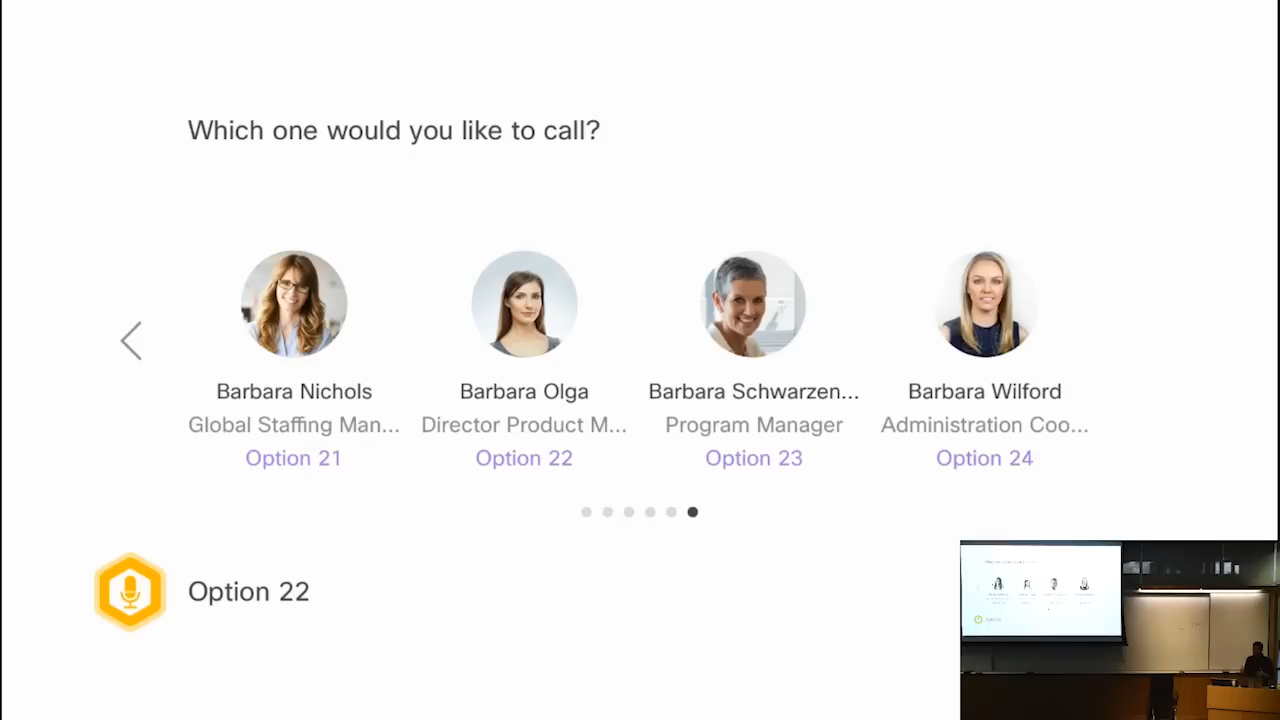 Which one would you like to call?
Barbara Nichols
Global Staffing Man...
Option 21
Barbara Olga
Director Product M...
Option 22
Barbara Schwarzen...
Program Manager
Option 23
Barbara Wilford
Administration Coo...
Option 24
Option 22